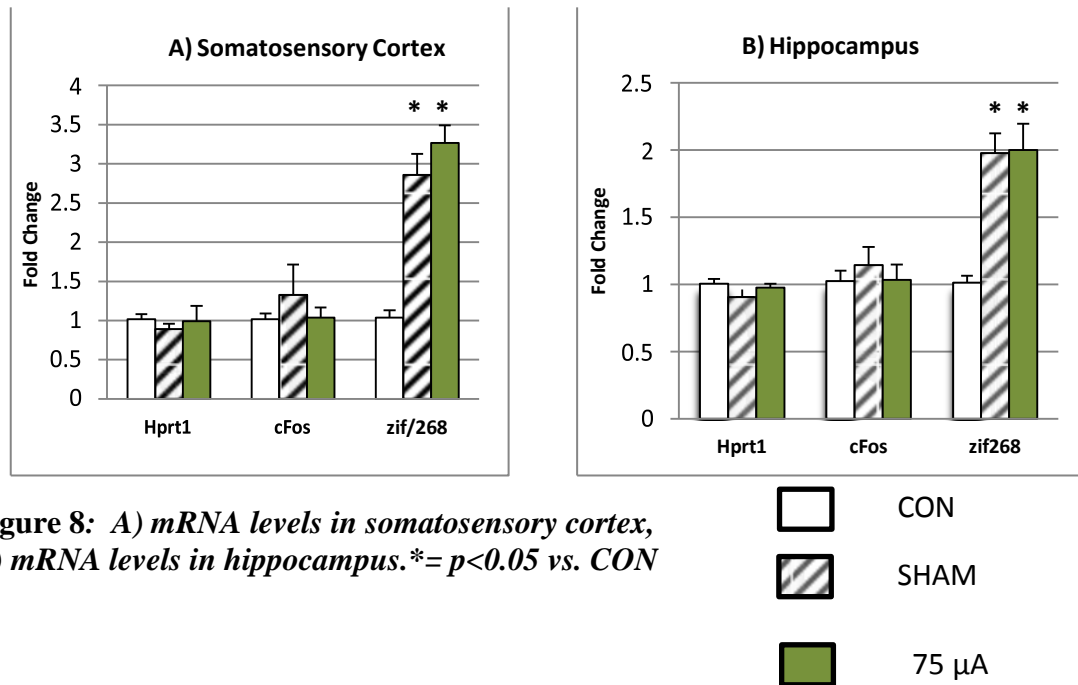 A) Somatosensory Cortex
4
3.5
3
2.5
2
1.5
1
0.5
0
Fold Change
* *
Hprt1 cFos zif/268
B) Hippocampus
2.5
2
1.5
1
0.5
0
Fold Change
* *
Hprt1 cFos zif268
gure 8: A) mRNA levels in somatosensory cortex,
) mRNA levels in hippocampus.*= p<0.05 vs. CON
CON
SHAM
75 µA